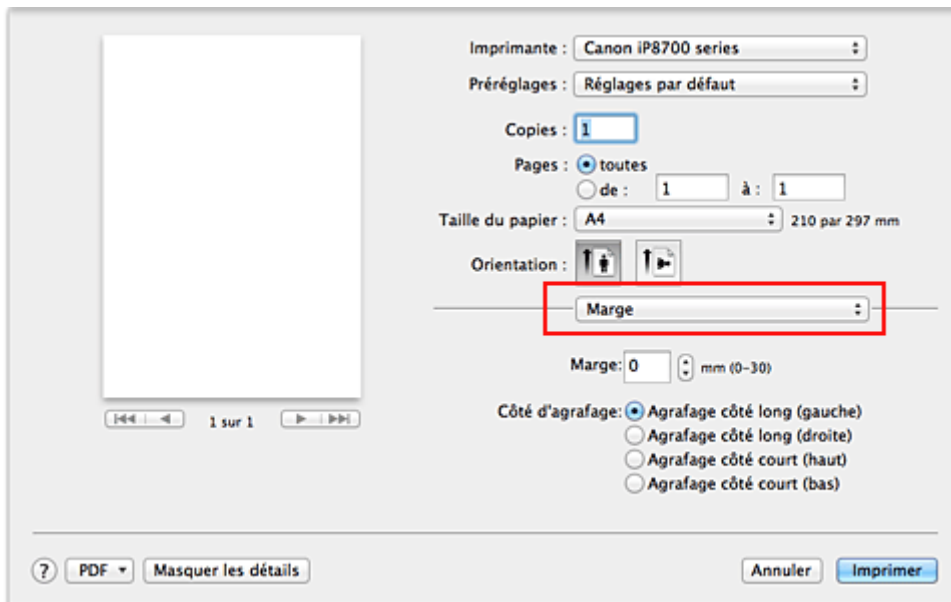 Imprimante : Canon iP8700 series
Préréglages : Réglages par défaut
Copies : 1
Pages : toutes
de : 1 à : 1
Taille du papier : A4 210 par 297 mm
Orientation :
Marge
Marge: 0 mm (0-30)
1 sur 1
Côté d'agrafage: Agrafage côté long (gauche)
Agrafage côté long (droite)
Agrafage côté court (haut)
Agrafage côté court (bas)
? PDF Masquer les détails Annuler Imprimer